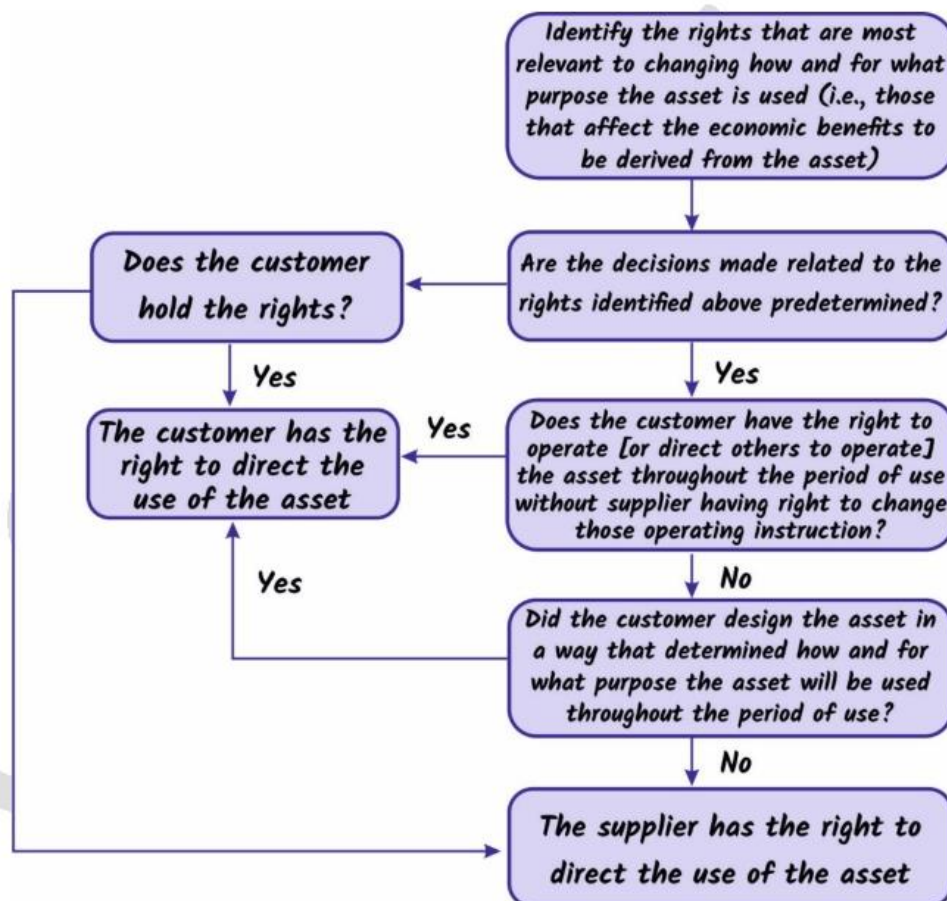 Identify the rights that are most
relevant to changing how and for what
purpose the asset is used (i.e., those
that affect the economic benefits to
be derived from the asset)
Does the customer
hold the rights?
Are the decisions made related to the
rights identified above predetermined?
Yes
Yes
The customer has the
right to direct the
use of the asset
Yes
Does the customer have the right to
operate [or direct others to operate]
the asset throughout the period of use
without supplier having right to change
those operating instruction?
Yes
No
Did the customer design the asset in
a way that determined how and for
what purpose the asset will be used
throughout the period of use?
No
The supplier has the right to
direct the use of the asset